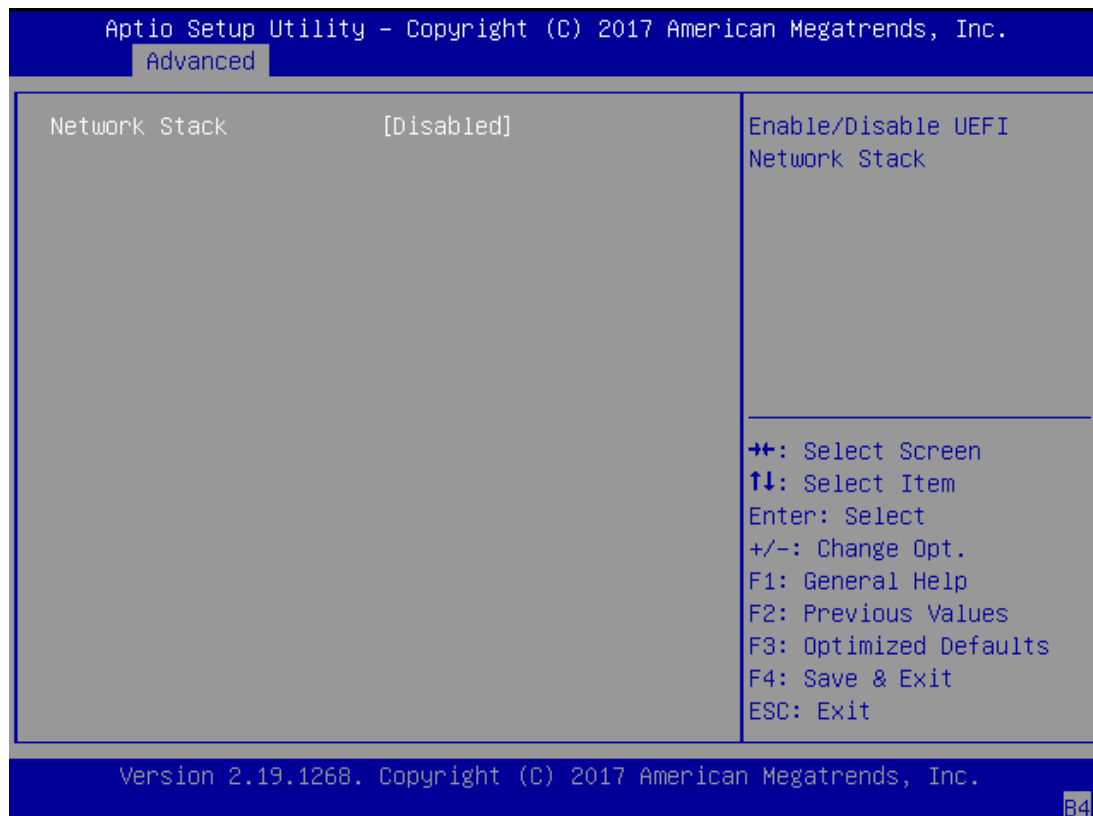 Aptio Setup Utility – Copyright (C) 2017 American Megatrends, Inc.
Advanced
Network Stack [Disabled]
Enable/Disable UEFI
Network Stack
→←: Select Screen
↑↓: Select Item
Enter: Select
+/-: Change Opt.
F1: General Help
F2: Previous Values
F3: Optimized Defaults
F4: Save & Exit
ESC: Exit
Version 2.19.1268. Copyright (C) 2017 American Megatrends, Inc.
B4